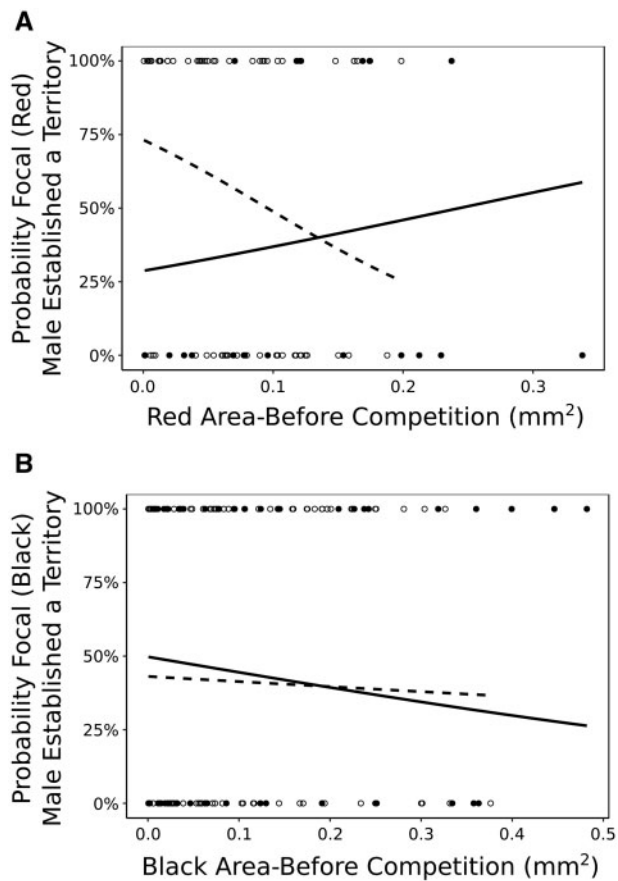 A
Probability Focal (Red)
Male Established a Territory
100%
75%
50%
25%
0%
0.0 0.1 0.2 0.3
Red Area-Before Competition (mm²)
B
Probability Focal (Black)
Male Established a Territory
100%
75%
50%
25%
0%
0.0 0.1 0.2 0.3 0.4 0.5
Black Area-Before Competition (mm²)